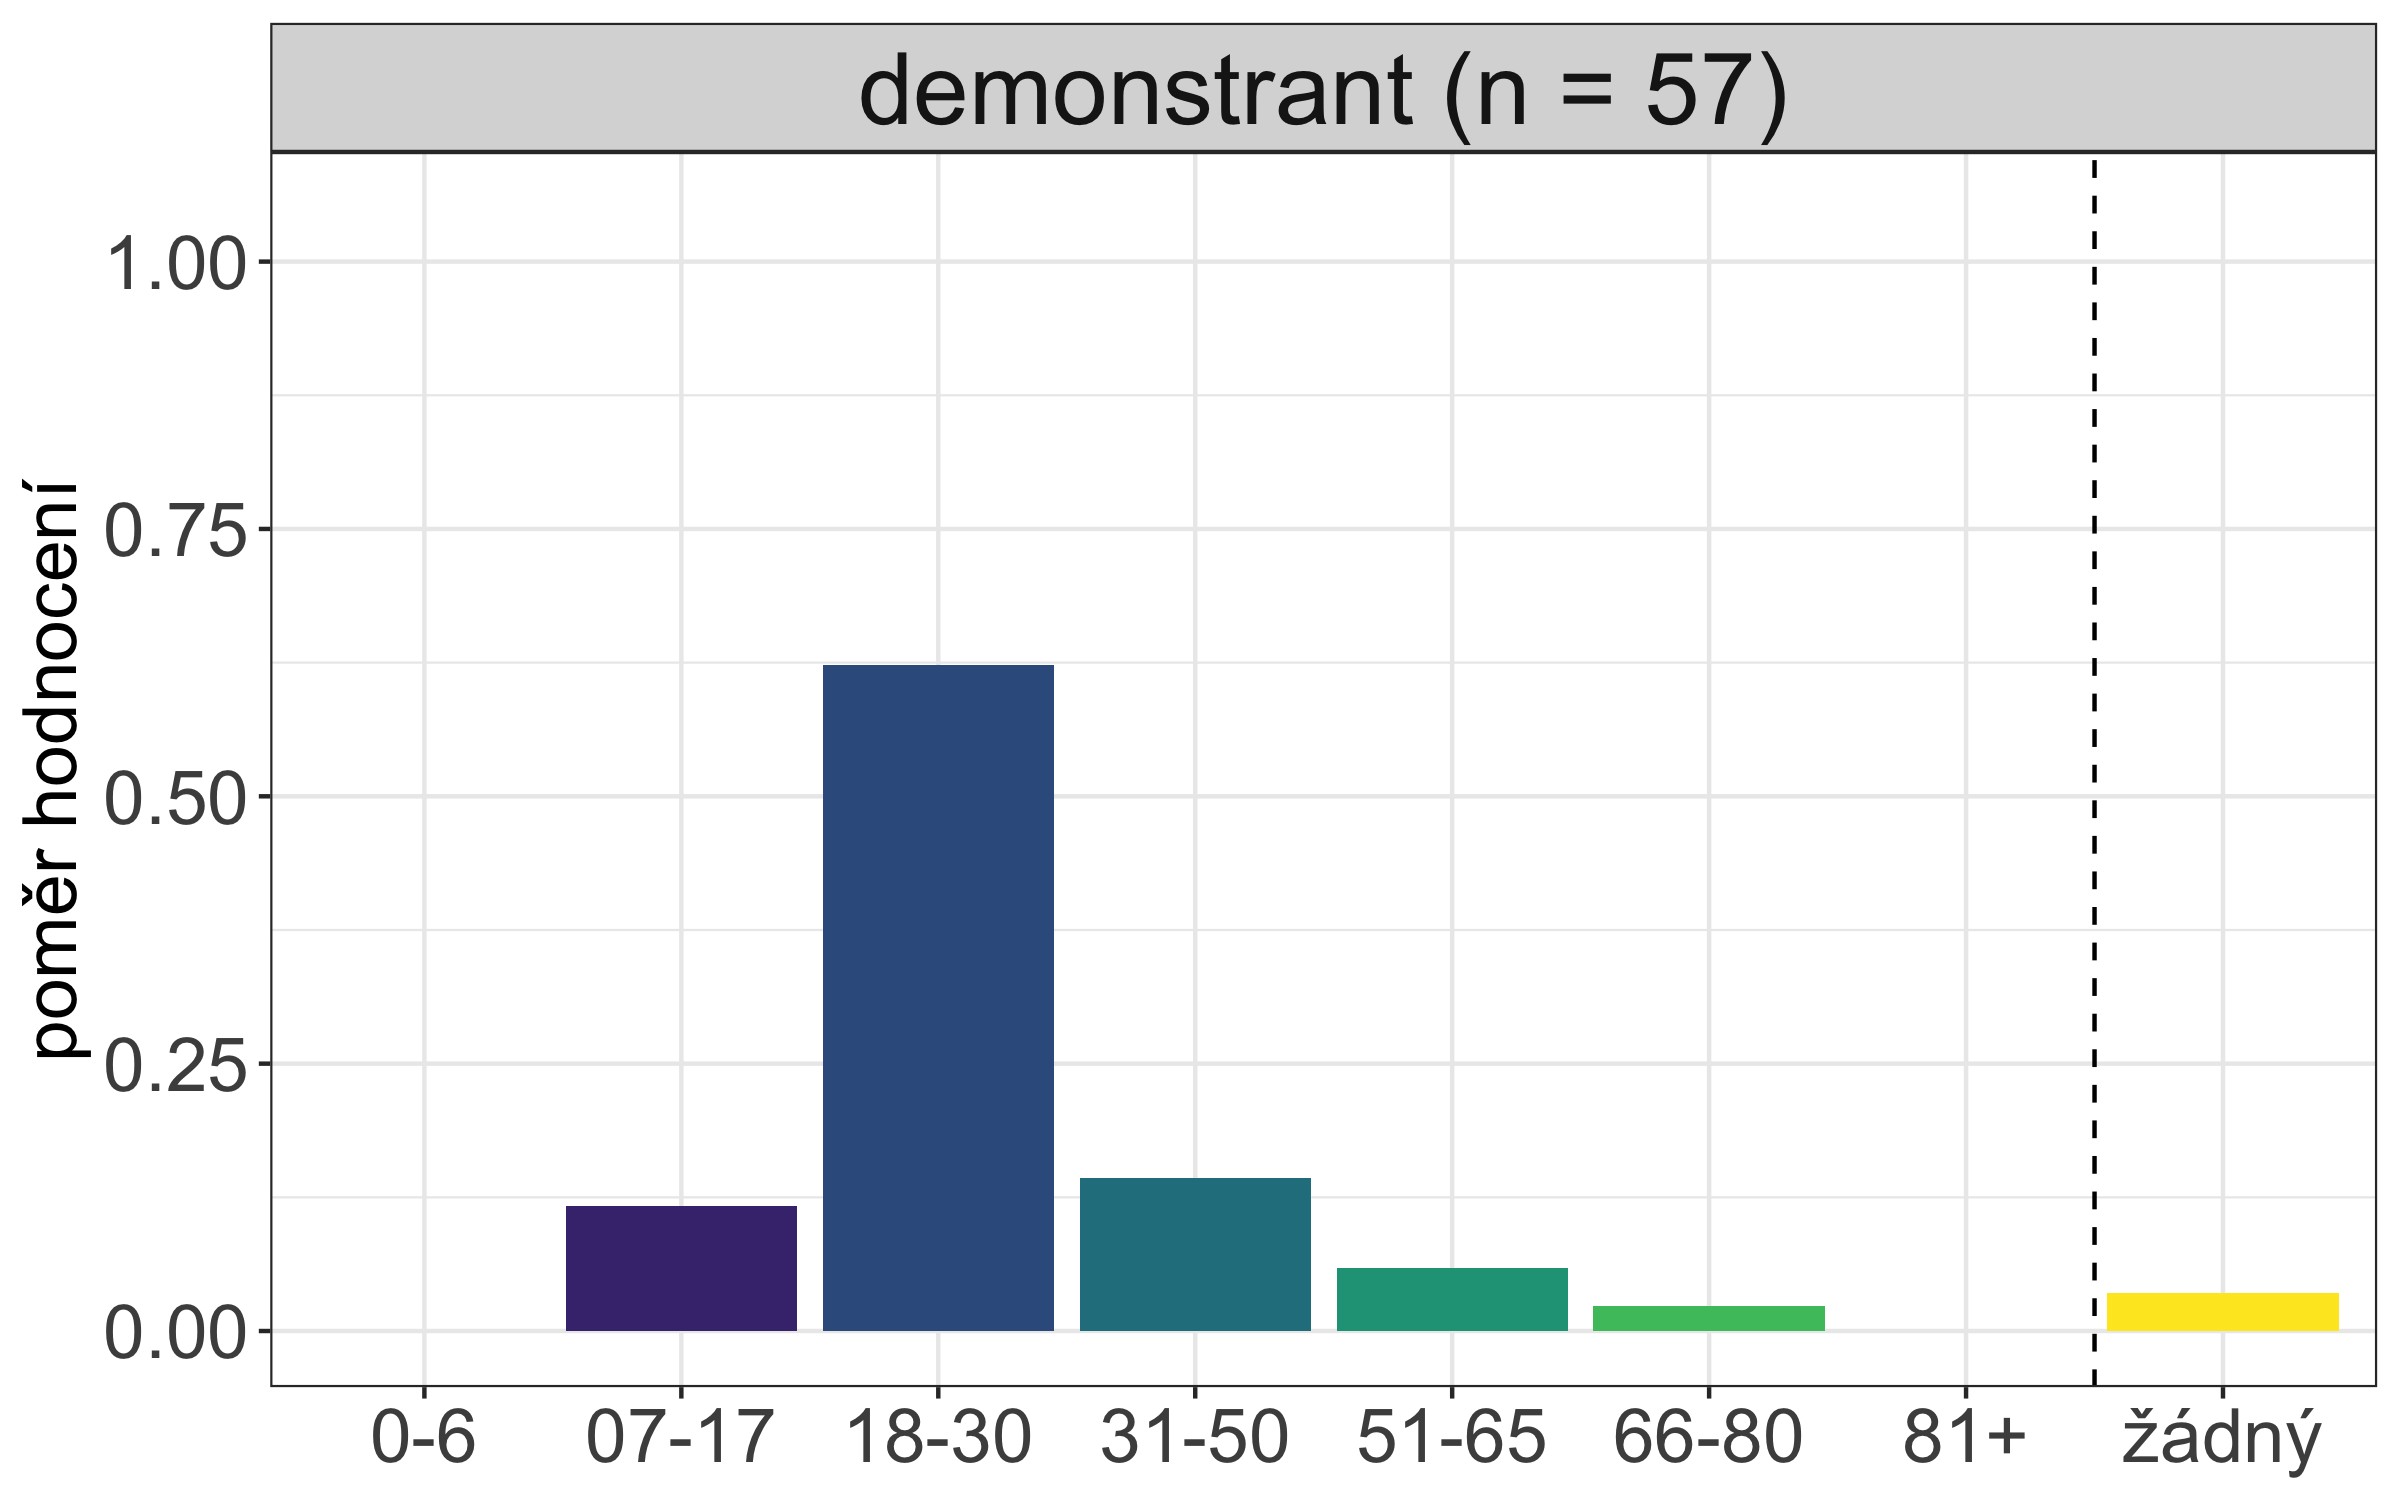 demonstrant (n = 57)
poměr hodnocení
1.00
0.75
0.50
0.25
0.00
0-6 07-17 18-30 31-50 51-65 66-80 81+ žádný